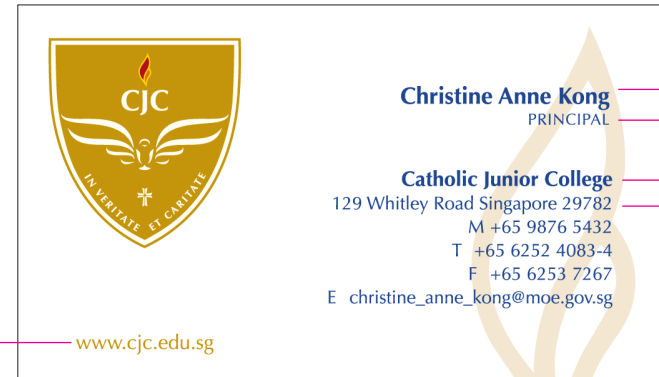 CJC
IN VERITATE ET CARITATE
Christine Anne Kong
PRINCIPAL
Catholic Junior College
129 Whitley Road Singapore 29782
M +65 9876 5432
T +65 6252 4083-4
F +65 6253 7267
E christine_anne_kong@moe.gov.sg
www.cjc.edu.sg